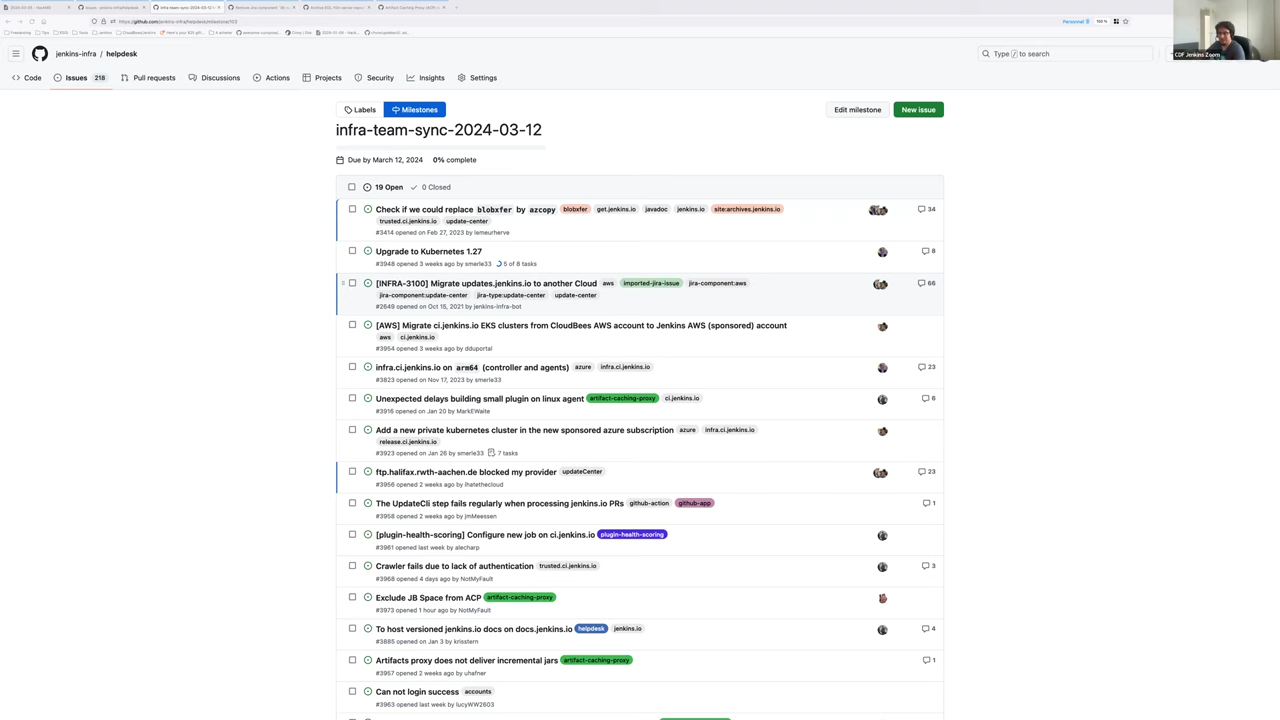 https://github.com/jenkins-infra/helpdesk/milestone/103
Personal
110 %
Freelancing
Tips
Tools
CDF Jenkins Zoom
jenkins-infra / helpdesk
Type / to search
Code
Issues 218
Pull requests
Discussions
Actions
Projects
Security
Insights
Settings
Labels
Milestones
Edit milestone
New issue
infra-team-sync-2024-03-12
Due by March 12, 2024 0% complete
19 Open 0 Closed
Check if we could replace blobxfer by azcopy blobxfer get.jenkins.io javadoc jenkins.io site:archives.jenkins.io 34
trusted.ci.jenkins.io update-center
#3414 opened on Feb 27, 2023 by lemeurherve
Upgrade to Kubernetes 1.27 8
#3948 opened 3 weeks ago by smerle33 5 of 8 tasks
[INFRA-3100] Migrate updates.jenkins.io to another Cloud aws imported-jira-issue jira-component:aws 66
jira-component:update-center jira-type:update-center update-center
#2649 opened on Oct 15, 2021 by jenkins-infra-bot
[AWS] Migrate ci.jenkins.io EKS clusters from CloudBees AWS account to Jenkins AWS (sponsored) account
aws ci.jenkins.io
#3954 opened 3 weeks ago by dduportal
infra.ci.jenkins.io on arm64 (controller and agents) azure infra.ci.jenkins.io 23
#3823 opened on Nov 17, 2023 by smerle33
Unexpected delays building small plugin on linux agent artifact-caching-proxy ci.jenkins.io 6
#3916 opened on Jan 20 by MarkEWaite
Add a new private kubernetes cluster in the new sponsored azure subscription azure infra.ci.jenkins.io
release.ci.jenkins.io
#3923 opened on Jan 26 by smerle33 7 tasks
ftp.halifax.rwth-aachen.de blocked my provider updateCenter 23
#3956 opened 2 weeks ago by ihatethecloud
The UpdateCli step fails regularly when processing jenkins.io PRs github-action github-app 1
#3958 opened 2 weeks ago by jmMeessen
[plugin-health-scoring] Configure new job on ci.jenkins.io plugin-health-scoring
#3961 opened last week by alecharp
Crawler fails due to lack of authentication trusted.ci.jenkins.io 3
#3968 opened 4 days ago by NotMyFault
Exclude JB Space from ACP artifact-caching-proxy
#3973 opened 1 hour ago by NotMyFault
To host versioned jenkins.io docs on docs.jenkins.io helpdesk jenkins.io 4
#3885 opened on Jan 3 by krisstern
Artifacts proxy does not deliver incremental jars artifact-caching-proxy 1
#3957 opened 2 weeks ago by uhafner
Can not login success accounts
#3963 opened last week by lucyWW2603